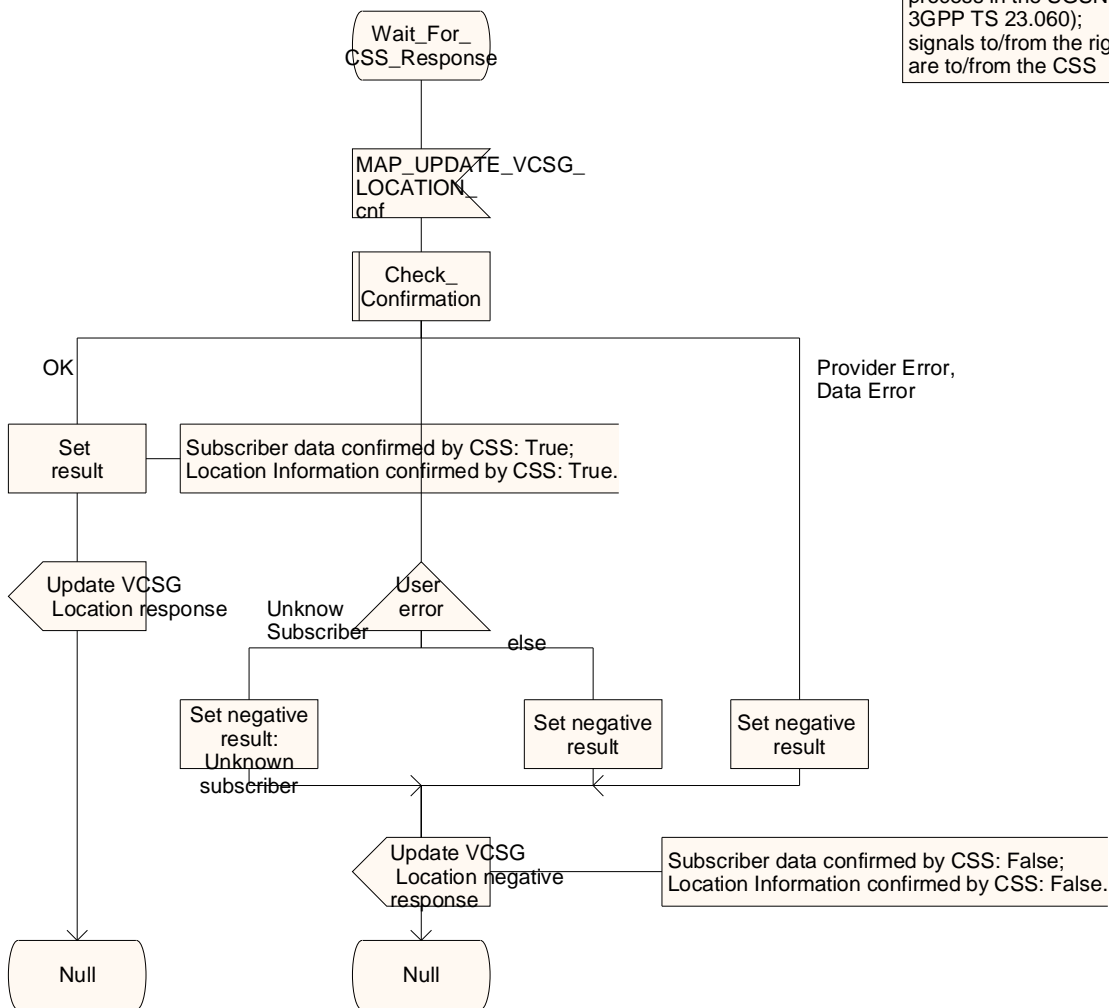 process in the SGSN
3GPP TS 23.060);
signals to/from the rig
are to/from the CSS
Wait_For_
CSS_Response
MAP_UPDATE_VCSG_
LOCATION_
cnf
Check_
Confirmation
OK
Provider Error,
Data Error
Set
result
Subscriber data confirmed by CSS: True;
Location Information confirmed by CSS: True.
Update VCSG
Location response
User
error
Unknow
Subscriber
else
Set negative
result:
Unknown
subscriber
Set negative
result
Set negative
result
Update VCSG
Location negative
response
Subscriber data confirmed by CSS: False;
Location Information confirmed by CSS: False.
Null
Null